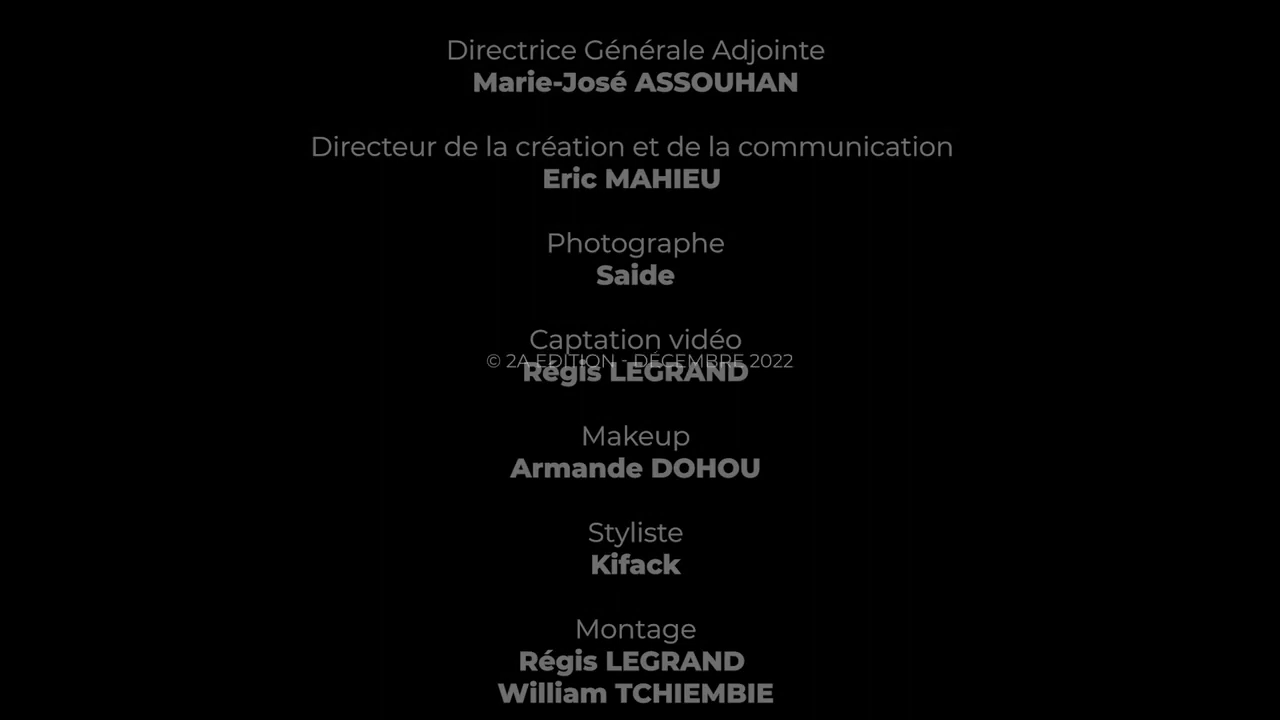 Directrice Générale Adjointe
Marie-José ASSOUHAN
Directeur de la création et de la communication
Eric MAHIEU
Photographe
Saide
Captation vidéo
© 2A EDITION - DÉCEMBRE 2022
Régis LEGRAND
Makeup
Armande DOHOU
Styliste
Kifack
Montage
Régis LEGRAND
William TCHIEMBIE